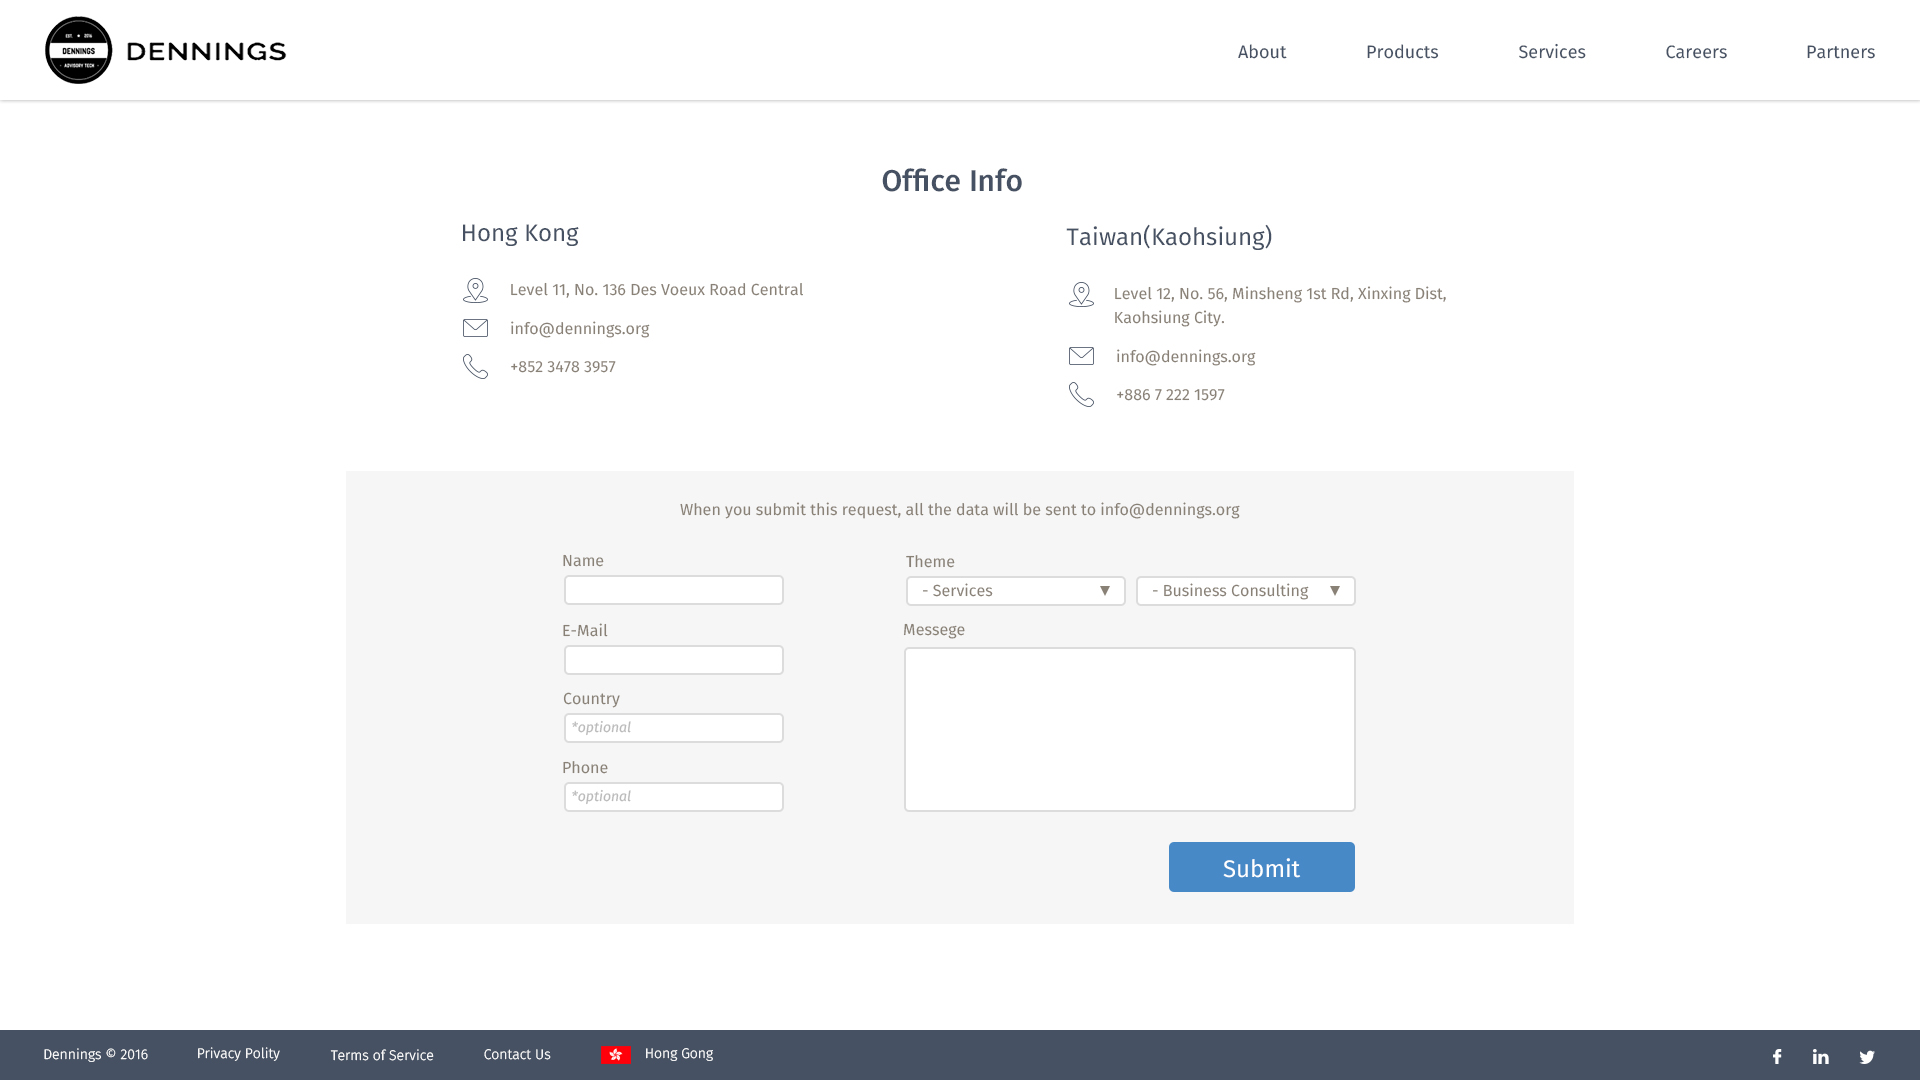 EST. ★ 2016
DENNINGS
ADVISORY TECH
DENNINGS
About
Products
Services
Careers
Partners
Office Info
Hong Kong
Level 11, No. 136 Des Voeux Road Central
info@dennings.org
+852 3478 3957
Taiwan(Kaohsiung)
Level 12, No. 56, Minsheng 1st Rd, Xinxing Dist,
Kaohsiung City.
info@dennings.org
+886 7 222 1597
When you submit this request, all the data will be sent to info@dennings.org
Name
E-Mail
Country
*optional
Phone
*optional
Theme
- Services ▼
- Business Consulting ▼
Messege
Submit
Dennings © 2016
Privacy Polity
Terms of Service
Contact Us
Hong Gong